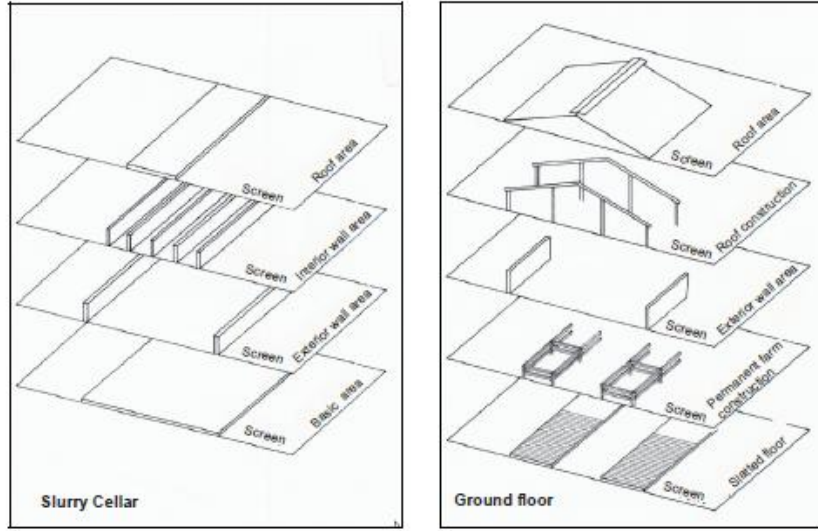 Screen
Roof area
Screen
Interior wall area
Screen
Exterior wall area
Screen
Basic area
Slurry Cellar
Screen
Roof area
Screen
Roof construction
Screen
Exterior wall area
Screen
Permanent farm
construction
Screen
Slatted floor
Ground floor